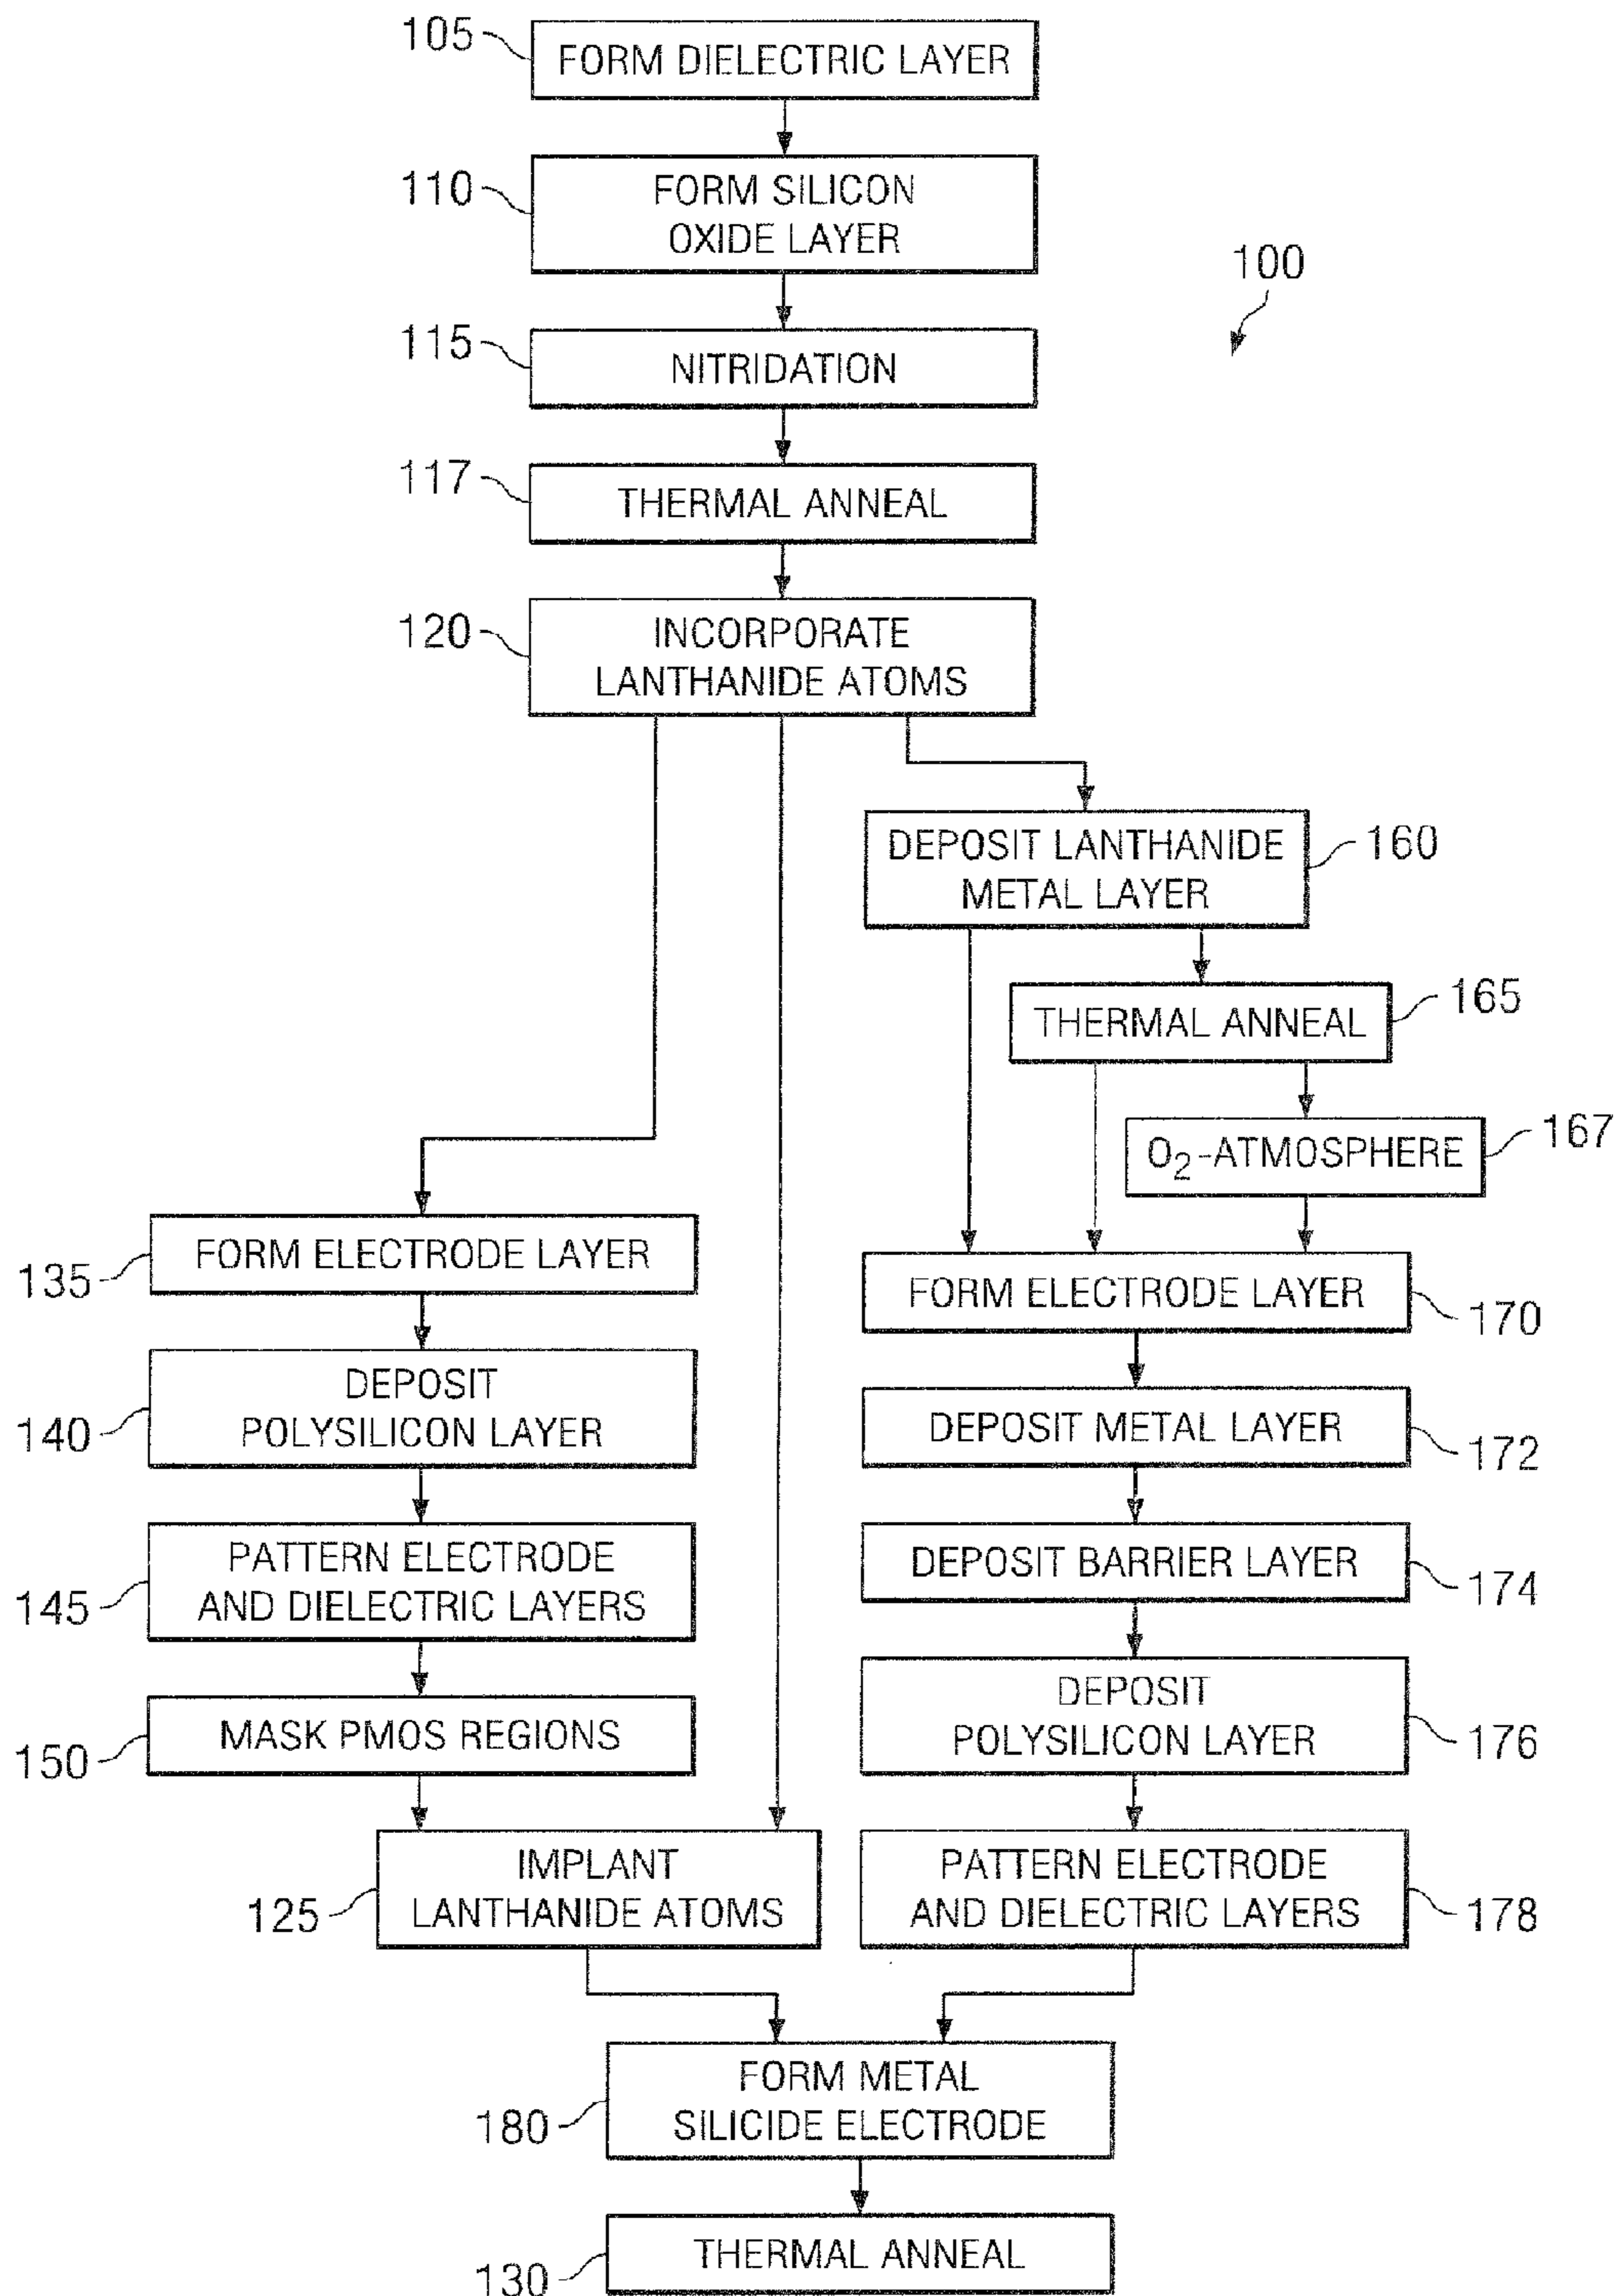 105
FORM DIELECTRIC LAYER
110
FORM SILICON
OXIDE LAYER
100
115
NITRIDATION
117
THERMAL ANNEAL
120
INCORPORATE
LANTHANIDE ATOMS
DEPOSIT LANTHANIDE
METAL LAYER
160
THERMAL ANNEAL
165
O2-ATMOSPHERE
167
135
FORM ELECTRODE LAYER
FORM ELECTRODE LAYER
170
140
DEPOSIT
POLYSILICON LAYER
DEPOSIT METAL LAYER
172
145
PATTERN ELECTRODE
AND DIELECTRIC LAYERS
DEPOSIT BARRIER LAYER
174
150
MASK PMOS REGIONS
DEPOSIT
POLYSILICON LAYER
176
125
IMPLANT
LANTHANIDE ATOMS
PATTERN ELECTRODE
AND DIELECTRIC LAYERS
178
180
FORM METAL
SILICIDE ELECTRODE
130
THERMAL ANNEAL